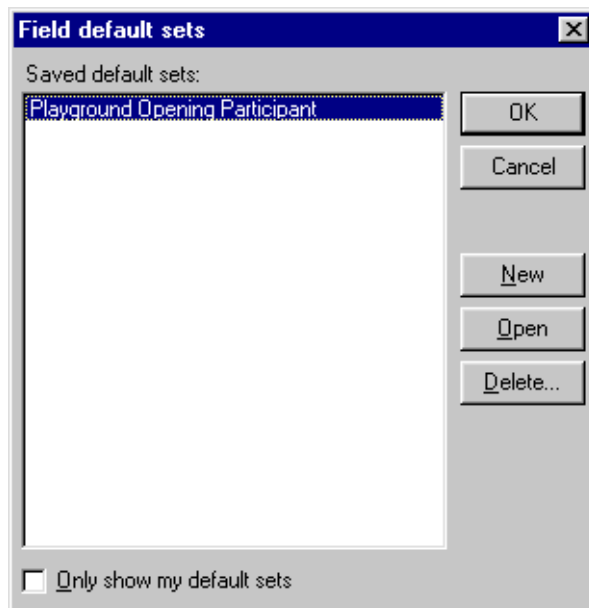 Field default sets
Saved default sets:
Playground Opening Participant
OK
Cancel
New
Open
Delete...
Only show my default sets